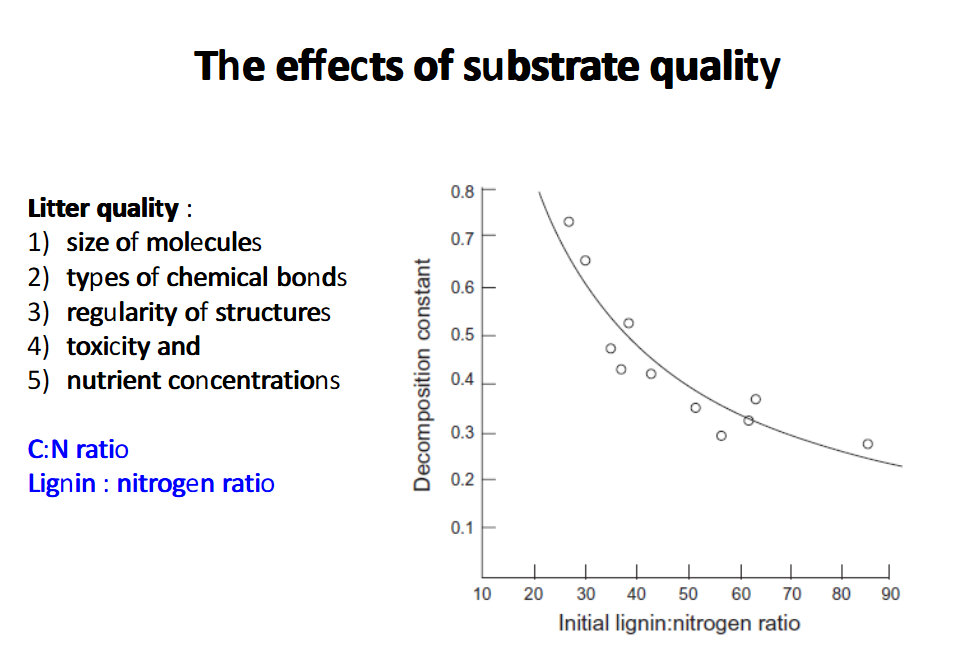 The effects of substrate quality
Litter quality :
1) size of molecules
2) types of chemical bonds
3) regularity of structures
4) toxicity and
5) nutrient concentrations
C:N ratio
Lignin : nitrogen ratio
Decomposition constant
0.8
0.7
0.6
0.5
0.4
0.3
0.2
0.1
10 20 30 40 50 60 70 80 90
Initial lignin:nitrogen ratio